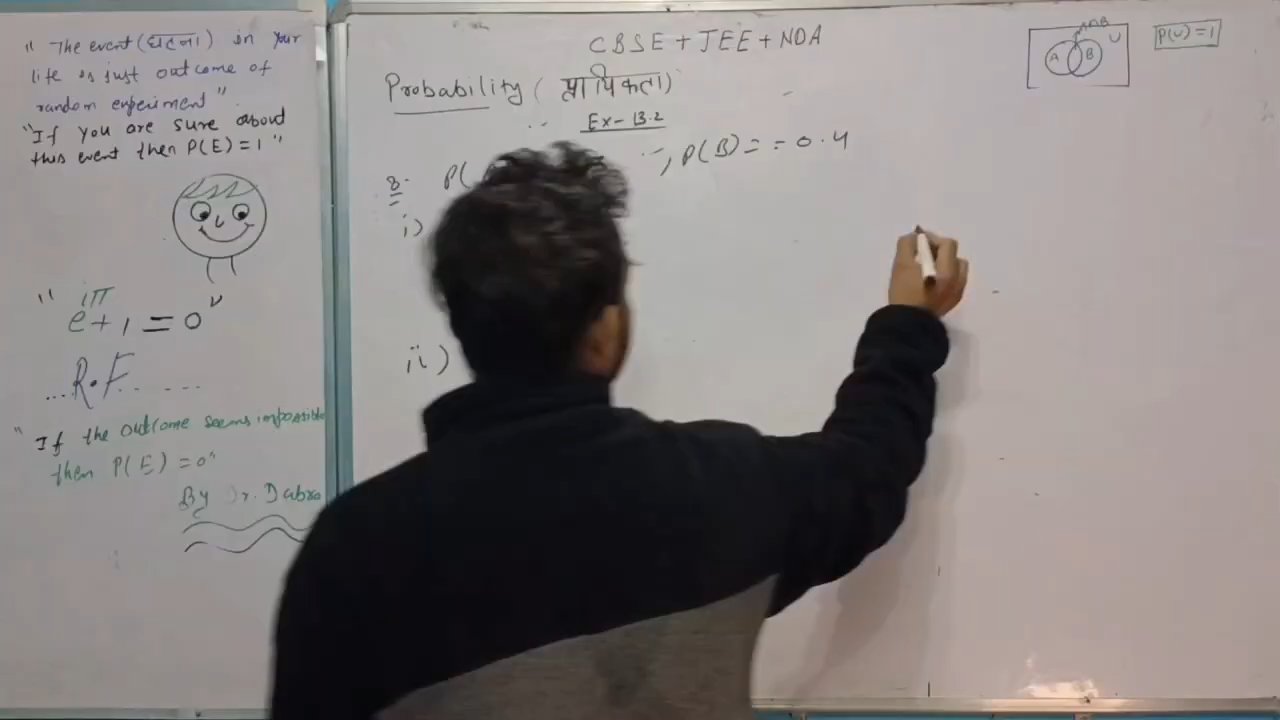 " The event (घटना) in your
life is just outcome of
random experiment"
"If you are sure about
this event then P(E) = 1 "
" e^iπ + 1 = 0 "
...R.F.. ....
" If the outcome seems impossible
then P(E) = 0"
By Dr. Dabra
CBSE + JEE + NDA
Probability (प्रायिकता)
Ex - 13.2
8. P(
, P(B) = = 0.4
i)
ii)
A∩B
A B U
P(U) = 1